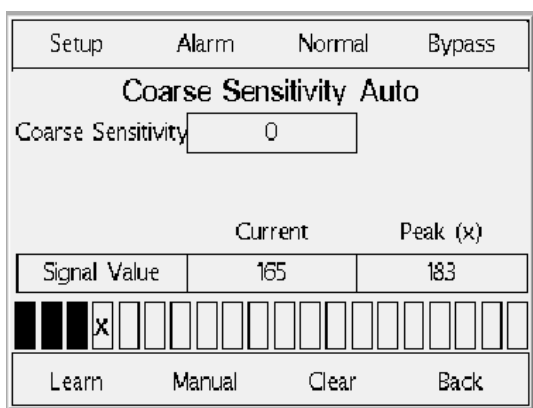 Setup Alarm Normal Bypass
Coarse Sensitivity Auto
Coarse Sensitivity 0
Current Peak (x)
Signal Value 165 183
x
Learn Manual Clear Back